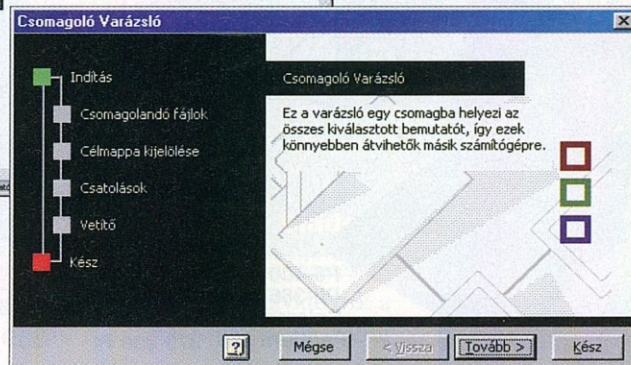 Csomagoló Varázsló
Indítás
Csomagolandó fájlok
Célmappa kijelölése
Csatolások
Vetítő
Kész
Csomagoló Varázsló
Ez a varázsló egy csomagba helyezi az
összes kiválasztott bemutatót, így ezek
könnyebben átvihetők másik számítógépre.
?
Mégse
< Vissza
Tovább >
Kész